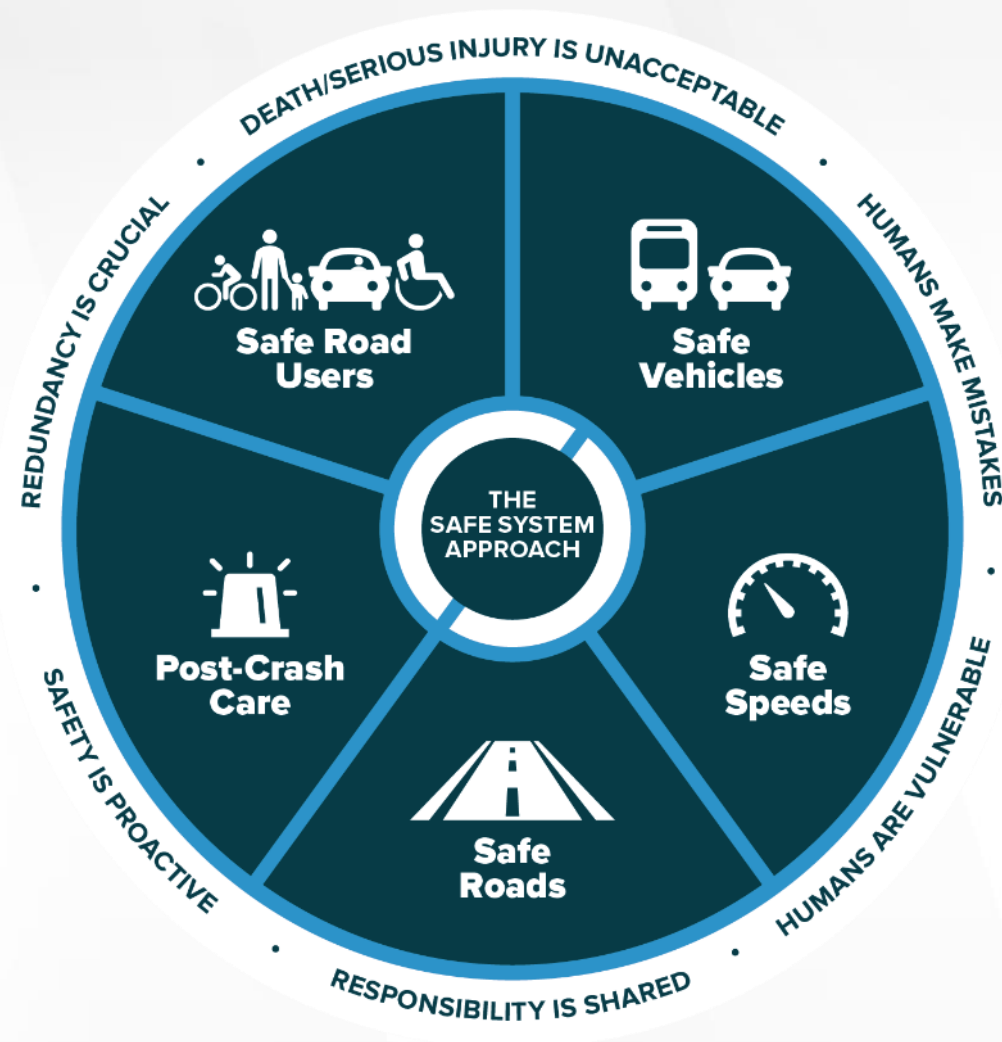 DEATH/SERIOUS INJURY IS UNACCEPTABLE
HUMANS MAKE MISTAKES
HUMANS ARE VULNERABLE
RESPONSIBILITY IS SHARED
SAFETY IS PROACTIVE
REDUNDANCY IS CRUCIAL
Safe Road
Users
Safe
Vehicles
Safe
Speeds
Safe
Roads
Post-Crash
Care
THE
SAFE SYSTEM
APPROACH